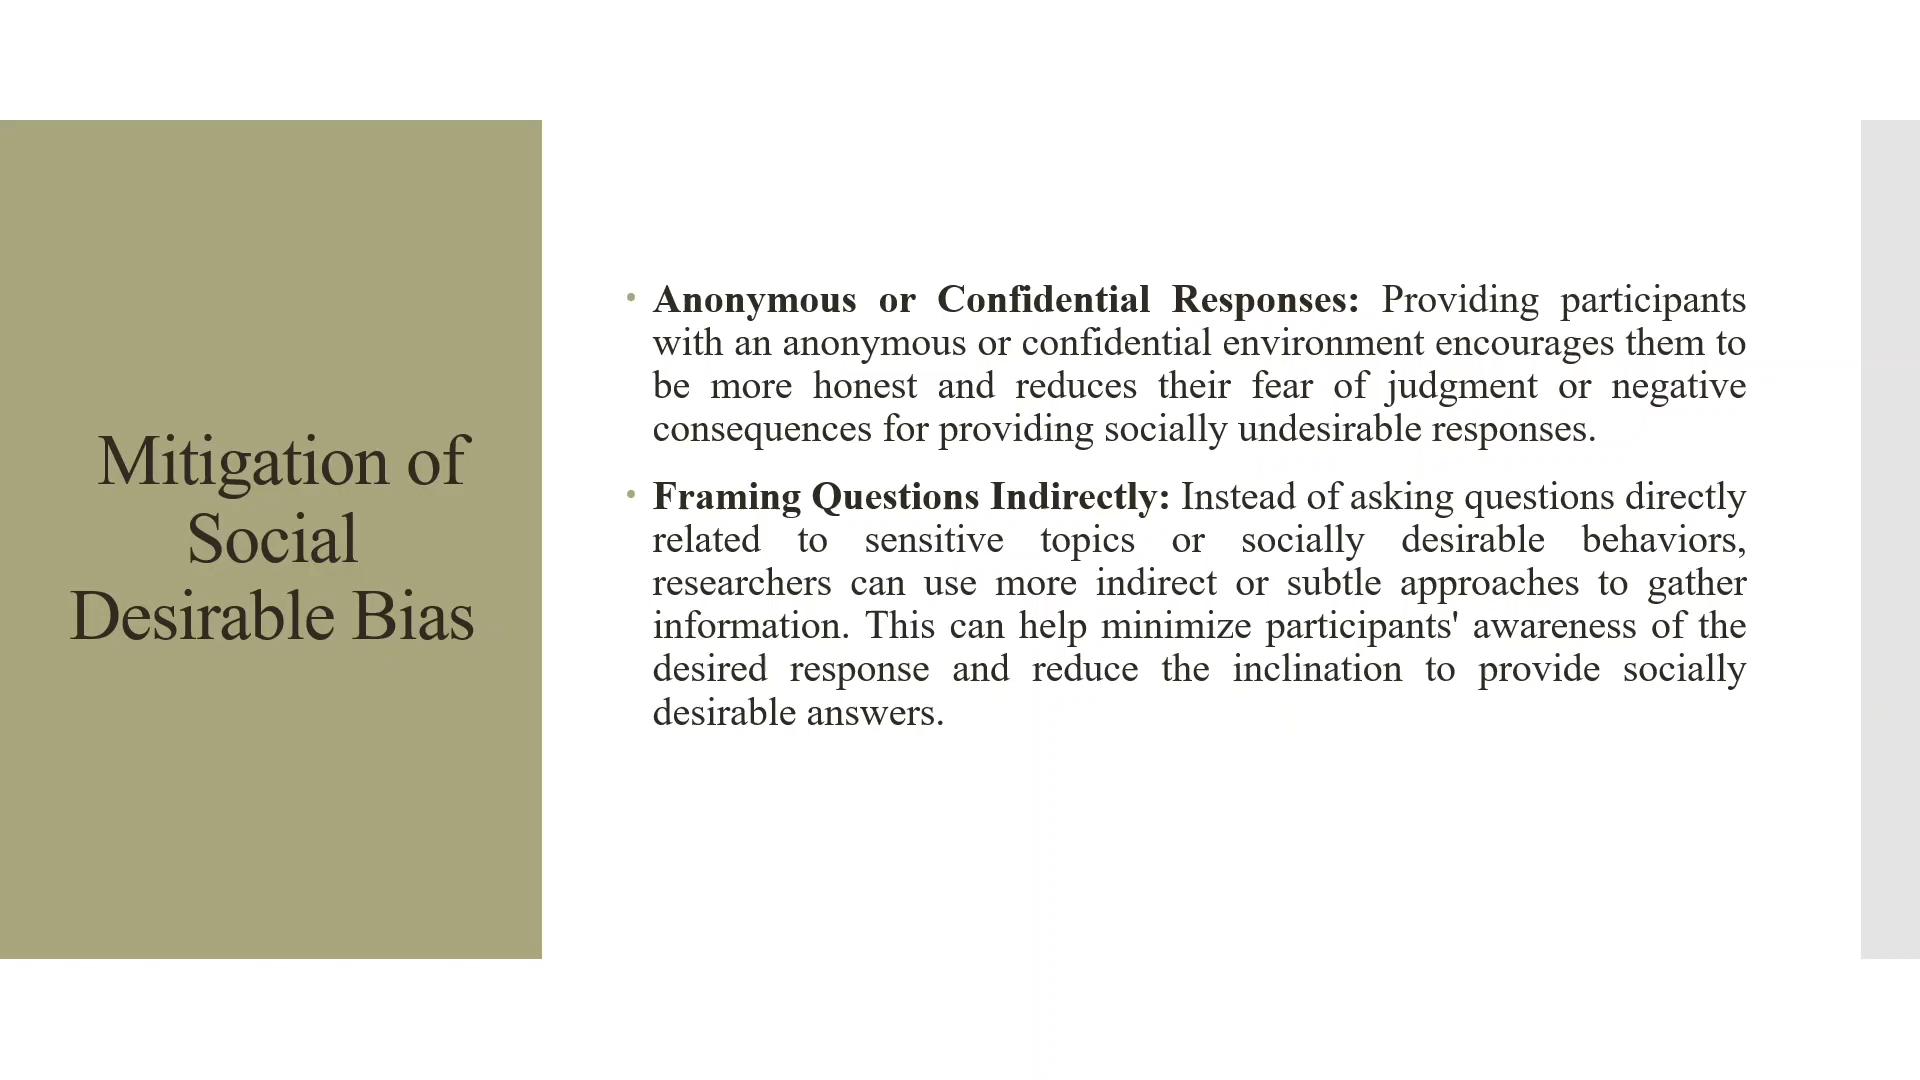 Mitigation of
Social
Desirable Bias
• Anonymous or Confidential Responses: Providing participants
with an anonymous or confidential environment encourages them to
be more honest and reduces their fear of judgment or negative
consequences for providing socially undesirable responses.
• Framing Questions Indirectly: Instead of asking questions directly
related to sensitive topics or socially desirable behaviors,
researchers can use more indirect or subtle approaches to gather
information. This can help minimize participants' awareness of the
desired response and reduce the inclination to provide socially
desirable answers.